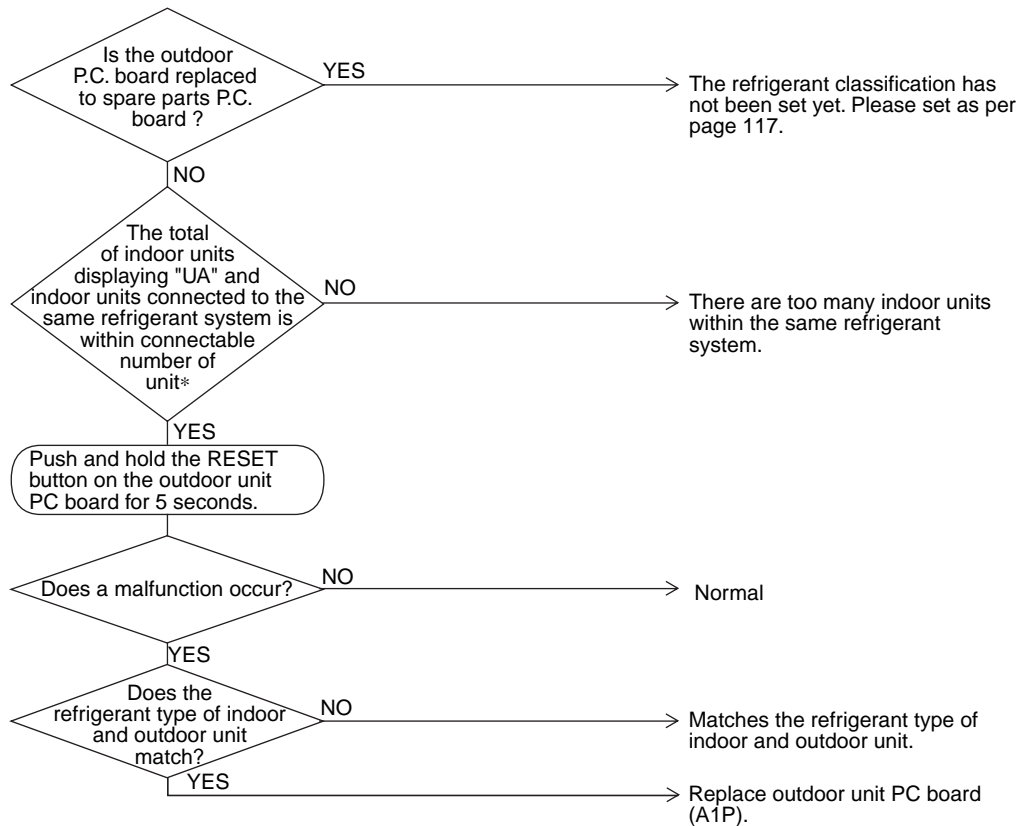 Is the outdoor
P.C. board replaced
to spare parts P.C.
board ?
YES
The refrigerant classification has
not been set yet. Please set as per
page 117.
NO
The total
of indoor units
displaying "UA" and
indoor units connected to the
same refrigerant system is
within connectable
number of
unit*
NO
There are too many indoor units
within the same refrigerant
system.
YES
Push and hold the RESET
button on the outdoor unit
PC board for 5 seconds.
Does a malfunction occur?
NO
Normal
YES
Does the
refrigerant type of indoor
and outdoor unit
match?
NO
Matches the refrigerant type of
indoor and outdoor unit.
YES
Replace outdoor unit PC board
(A1P).